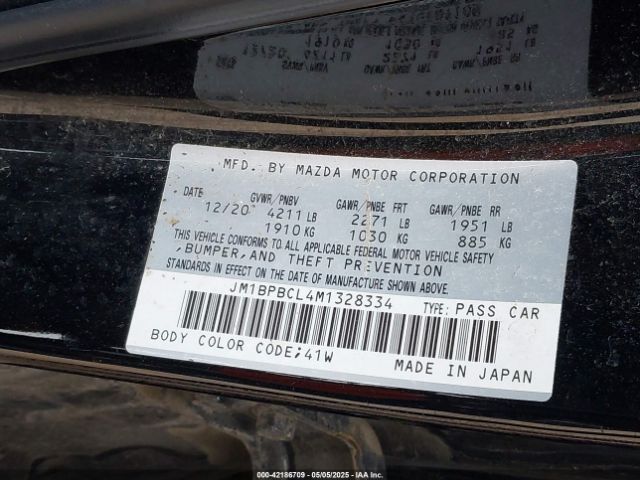 MFD. BY MAZDA MOTOR CORPORATION
DATE GVWR/PNBV GAWR/PNBE FRT GAWR/PNBE RR
12/20 4211 LB 2271 LB 1951 LB
1910 KG 1030 KG 885 KG
THIS VEHICLE CONFORMS TO ALL APPLICABLE FEDERAL MOTOR VEHICLE SAFETY
,BUMPER,AND THEFT PREVENTION
STANDARDS IN EFFECT ON THE DATE OF MANUFACTURE SHOWN ABOVE.
JM1BPBCL4M1328334 TYPE: PASS CAR
BODY COLOR CODE;41W MADE IN JAPAN
000-42186709 05/05/2025 IAA Inc.